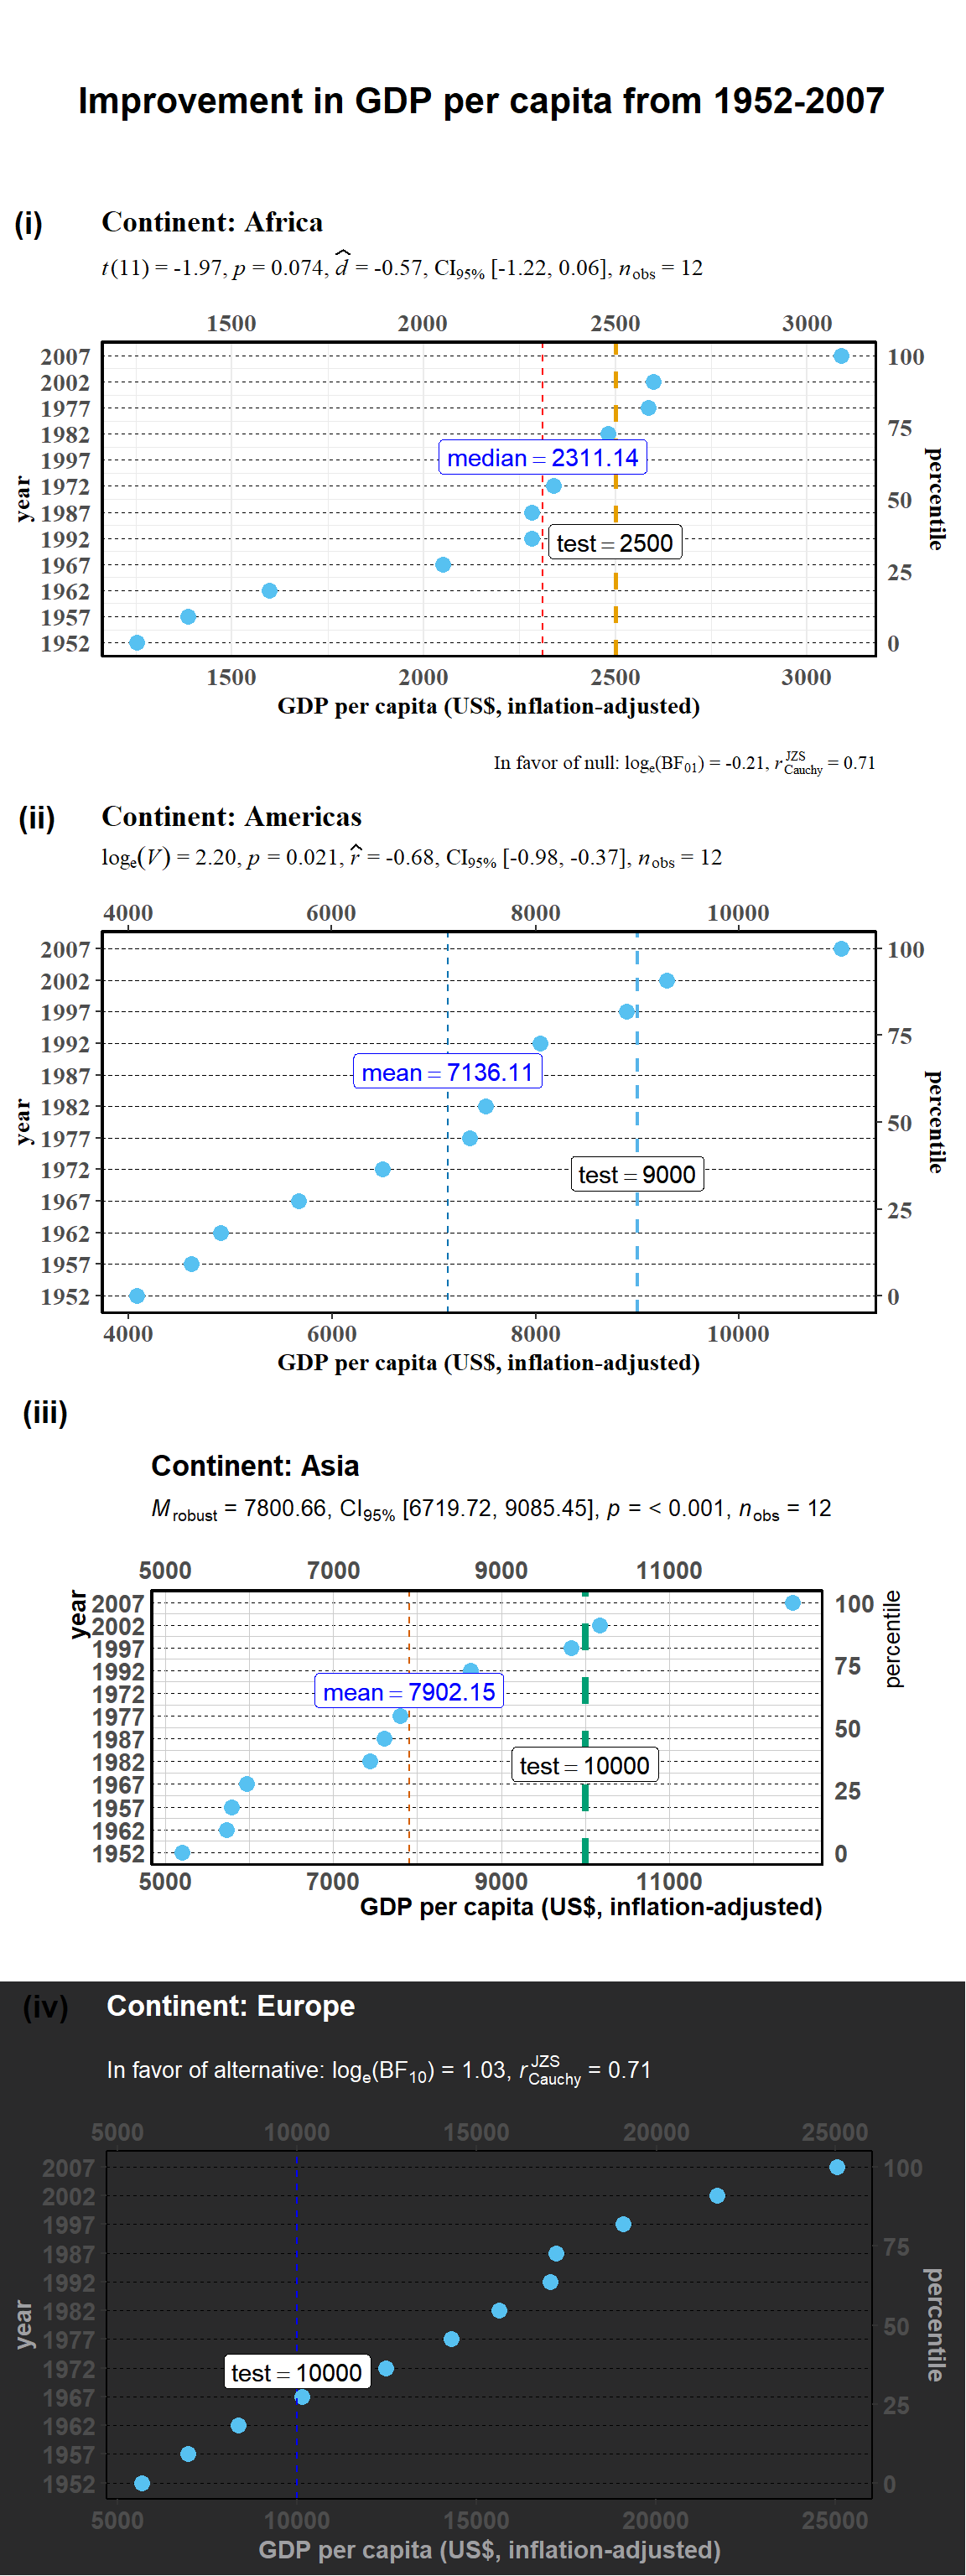 Improvement in GDP per capita from 1952-2007
(i)
Continent: Africa
t(11) = -1.97, p = 0.074, d̂ = -0.57, CI95% [-1.22, 0.06], nobs = 12
1500 2000 2500 3000
2007 100
2002
1977
1982 75
median = 2311.14
1997
1972 50
1987
1992 test = 2500
1967 25
1962
1957
1952 0
year
percentile
1500 2000 2500 3000
GDP per capita (US$, inflation-adjusted)
In favor of null: loge(BF01) = -0.21, r JZS Cauchy = 0.71
(ii)
Continent: Americas
loge(V) = 2.20, p = 0.021, r̂ = -0.68, CI95% [-0.98, -0.37], nobs = 12
4000 6000 8000 10000
2007 100
2002
1997
1992 75
mean = 7136.11
1987
1982 50
1977
1972 test = 9000
1967 25
1962
1957
1952 0
year
percentile
4000 6000 8000 10000
GDP per capita (US$, inflation-adjusted)
(iii)
Continent: Asia
Mrobust = 7800.66, CI95% [6719.72, 9085.45], p = < 0.001, nobs = 12
5000 7000 9000 11000
2007 100
2002
1997
1992 75
1972 mean = 7902.15
1977
1987 50
1982 test = 10000
1967 25
1957
1962
1952 0
year
percentile
5000 7000 9000 11000
GDP per capita (US$, inflation-adjusted)
(iv)
Continent: Europe
In favor of alternative: loge(BF10) = 1.03, r JZS Cauchy = 0.71
5000 10000 15000 20000 25000
2007 100
2002
1997
1987 75
1992
1982
1977 50
1972 test = 10000
1967 25
1962
1957
1952 0
year
percentile
5000 10000 15000 20000 25000
GDP per capita (US$, inflation-adjusted)